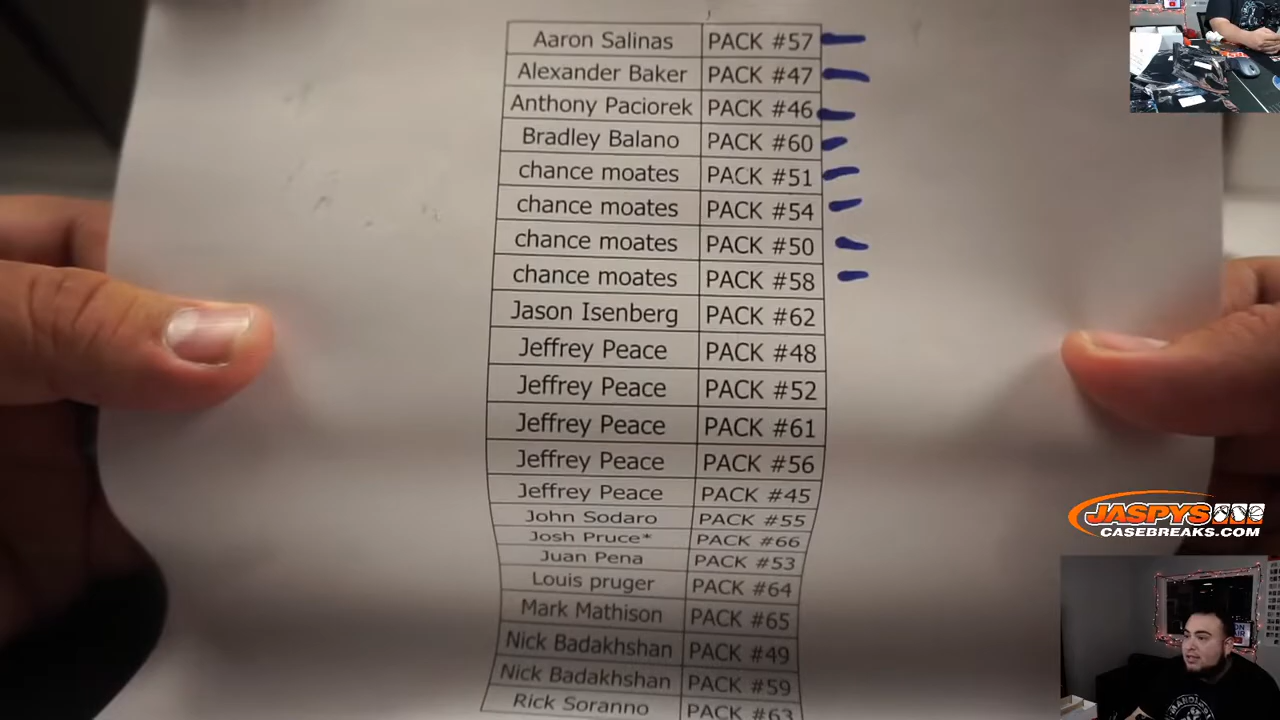 Aaron Salinas PACK #57
Alexander Baker PACK #47
Anthony Paciorek PACK #46
Bradley Balano PACK #60
chance moates PACK #51
chance moates PACK #54
chance moates PACK #50
chance moates PACK #58
Jason Isenberg PACK #62
Jeffrey Peace PACK #48
Jeffrey Peace PACK #52
Jeffrey Peace PACK #61
Jeffrey Peace PACK #56
Jeffrey Peace PACK #45
John Sodaro PACK #55
Josh Pruce* PACK #66
Juan Pena PACK #53
Louis pruger PACK #64
Mark Mathison PACK #65
Nick Badakhshan PACK #49
Nick Badakhshan PACK #59
Rick Soranno PACK #63
JASPYS
CASEBREAKS.COM